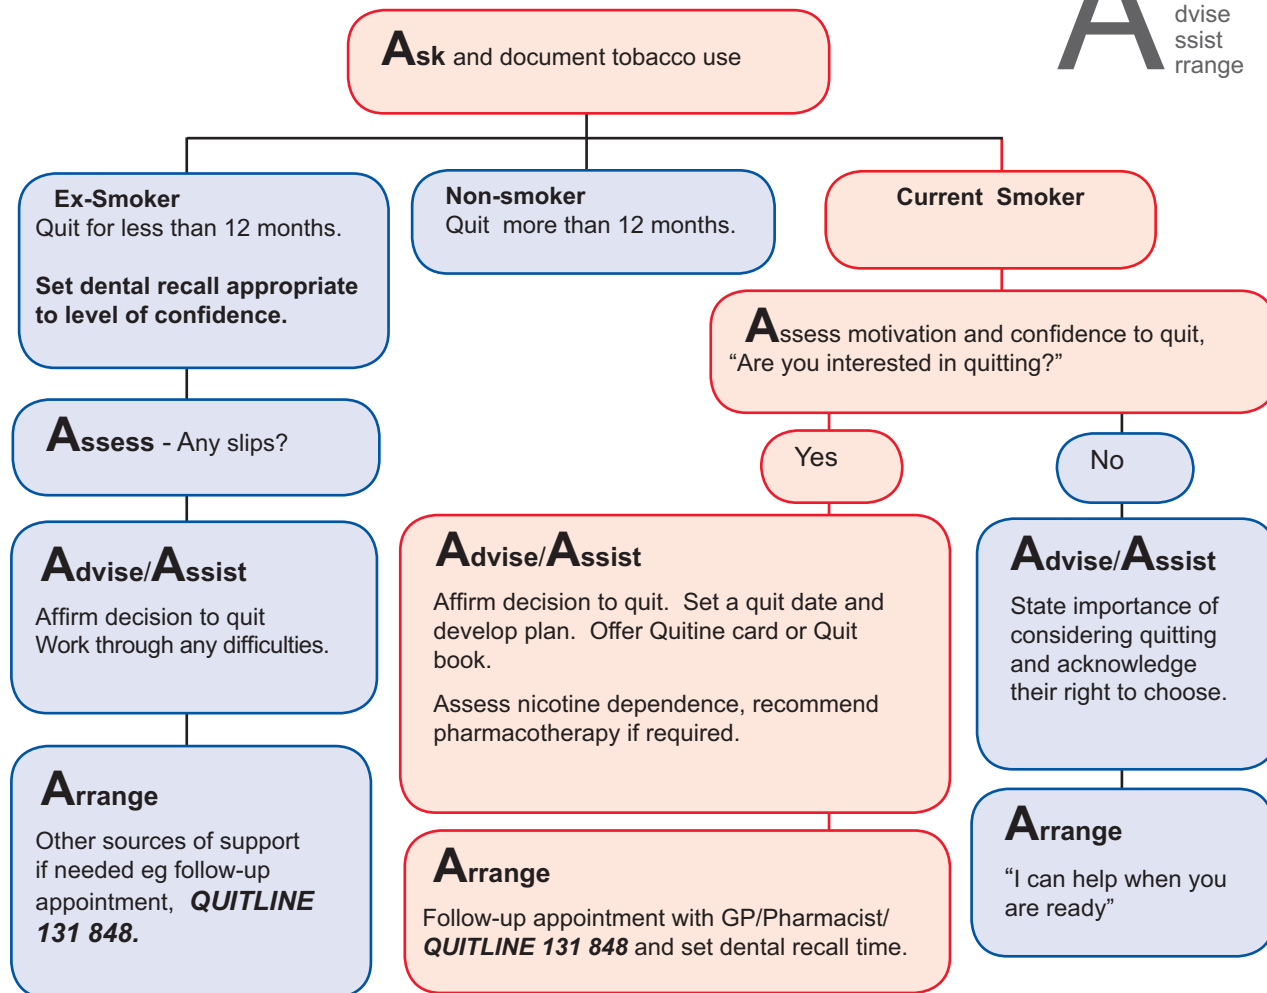 A
dvise
ssist
rrange
Ask and document tobacco use
Ex-Smoker
Quit for less than 12 months.
Set dental recall appropriate
to level of confidence.
Non-smoker
Quit more than 12 months.
Current Smoker
Assess motivation and confidence to quit,
“Are you interested in quitting?”
Assess - Any slips?
Yes
No
Advise/Assist
Affirm decision to quit
Work through any difficulties.
Advise/Assist
Affirm decision to quit. Set a quit date and
develop plan. Offer Quitine card or Quit
book.
Assess nicotine dependence, recommend
pharmacotherapy if required.
Advise/Assist
State importance of
considering quitting
and acknowledge
their right to choose.
Arrange
Other sources of support
if needed eg follow-up
appointment, QUITLINE
131 848.
Arrange
Follow-up appointment with GP/Pharmacist/
QUITLINE 131 848 and set dental recall time.
Arrange
“I can help when you
are ready”